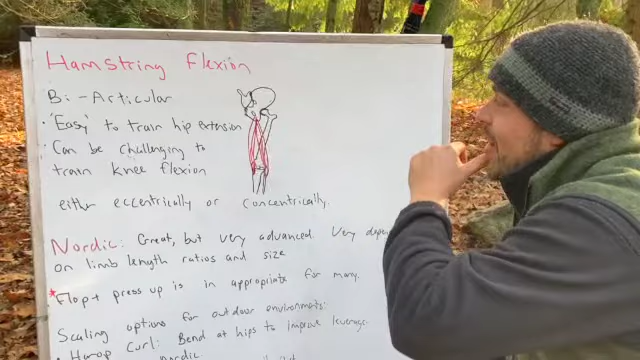 Hamstring Flexion
Bi-Articular
· 'Easy' to train hip extension
· Can be challenging to
train knee flexion
either eccentrically or concentrically.
Nordic: Great, but very advanced Very depen
on limb length ratios and size
*Flop + press up is in appropriate for many.
Scaling options for outdoor environments:
· Harop Curl: Bend at hips to improve leverage.
nordic